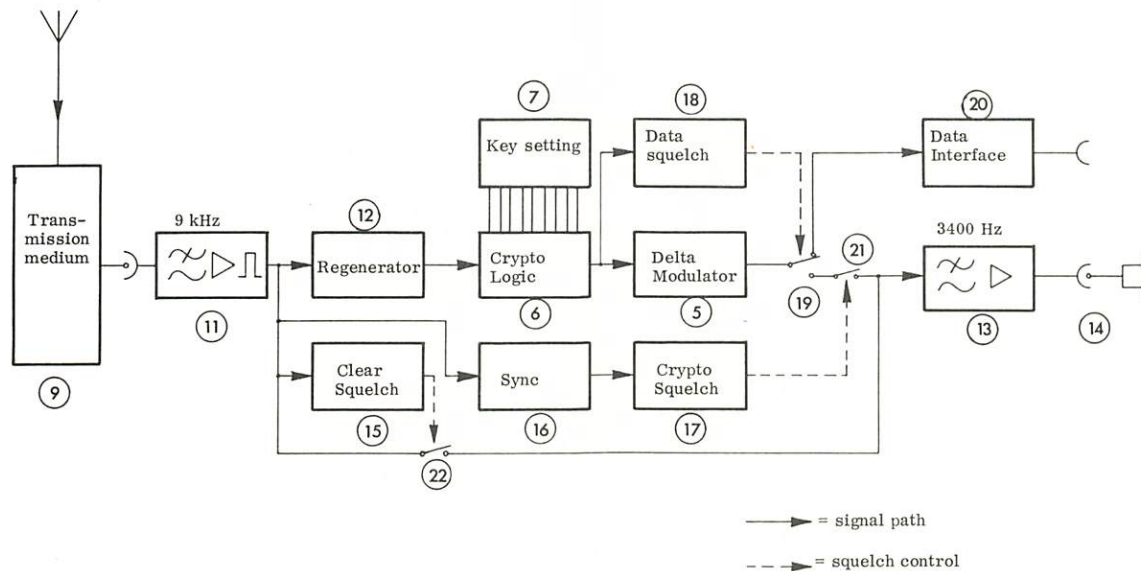 7
18
20
Key setting
Data
squelch
Data
Interface
Trans-
mission
medium
9 kHz
12
21
3400 Hz
Regenerator
Crypto
Logic
Delta
Modulator
11
6
5
19
13
14
Clear
Squelch
Sync
Crypto
Squelch
9
15
16
17
22
= signal path
= squelch control